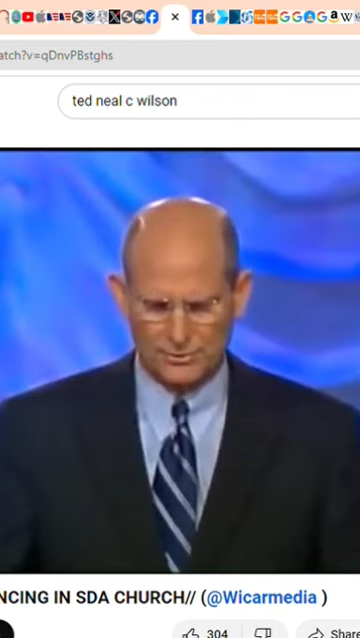 atch?v=qDnvPBstghs
ted neal c wilson
NCING IN SDA CHURCH// (@Wicarmedia )
304
Share